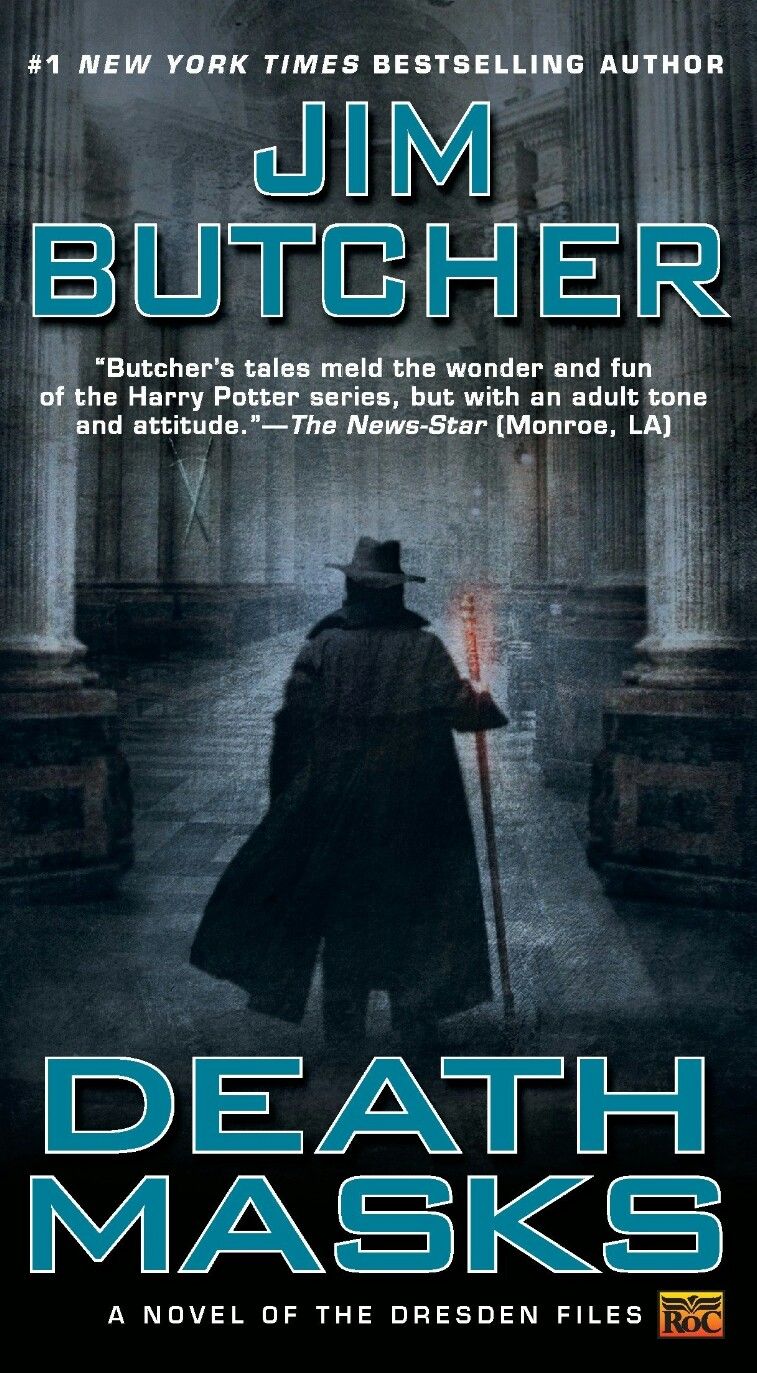 #1 NEW YORK TIMES BESTSELLING AUTHOR
JIM
BUTCHER
“Butcher's tales meld the wonder and fun
of the Harry Potter series, but with an adult tone
and attitude.”—The News-Star (Monroe, LA)
DEATH
MASKS
A NOVEL OF THE DRESDEN FILES
ROC